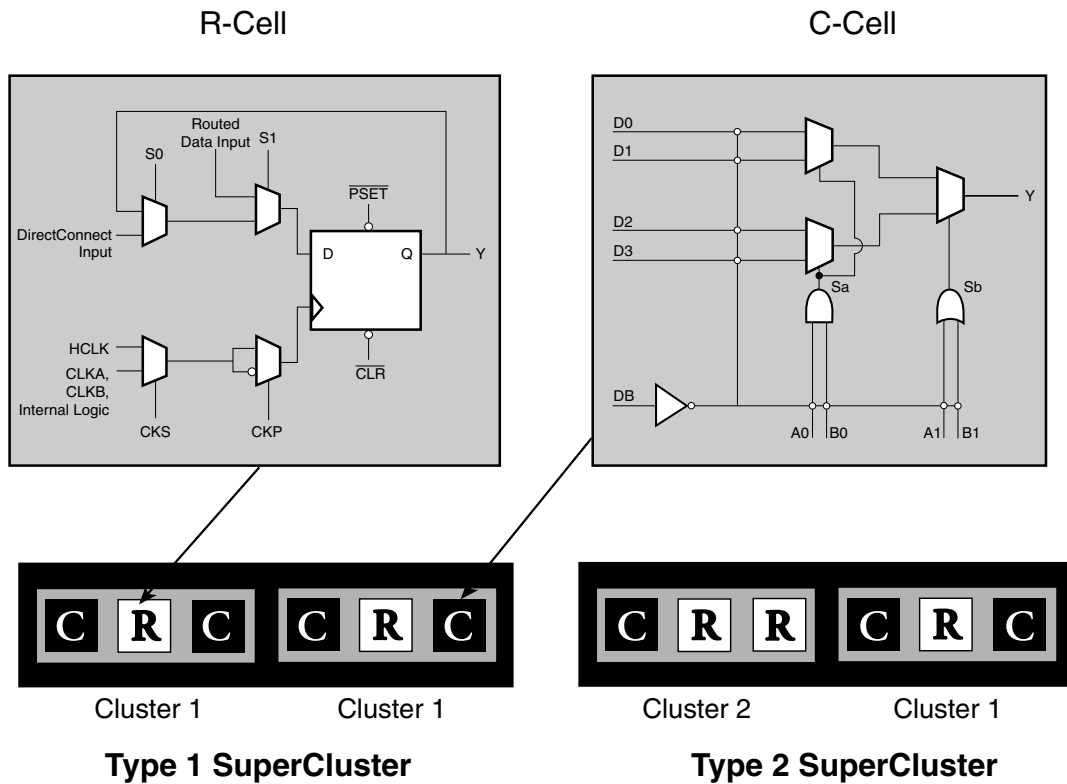 R-Cell
C-Cell
Routed
Data Input
S1
S0
PSET
DirectConnect
Input
D
Q
Y
HCLK
CLKA,
CLKB,
Internal Logic
CLR
CKS
CKP
D0
D1
D2
D3
Y
Sa
Sb
DB
A0
B0
A1
B1
C R C
C R C
C R R
C R C
Cluster 1
Cluster 1
Cluster 2
Cluster 1
Type 1 SuperCluster
Type 2 SuperCluster